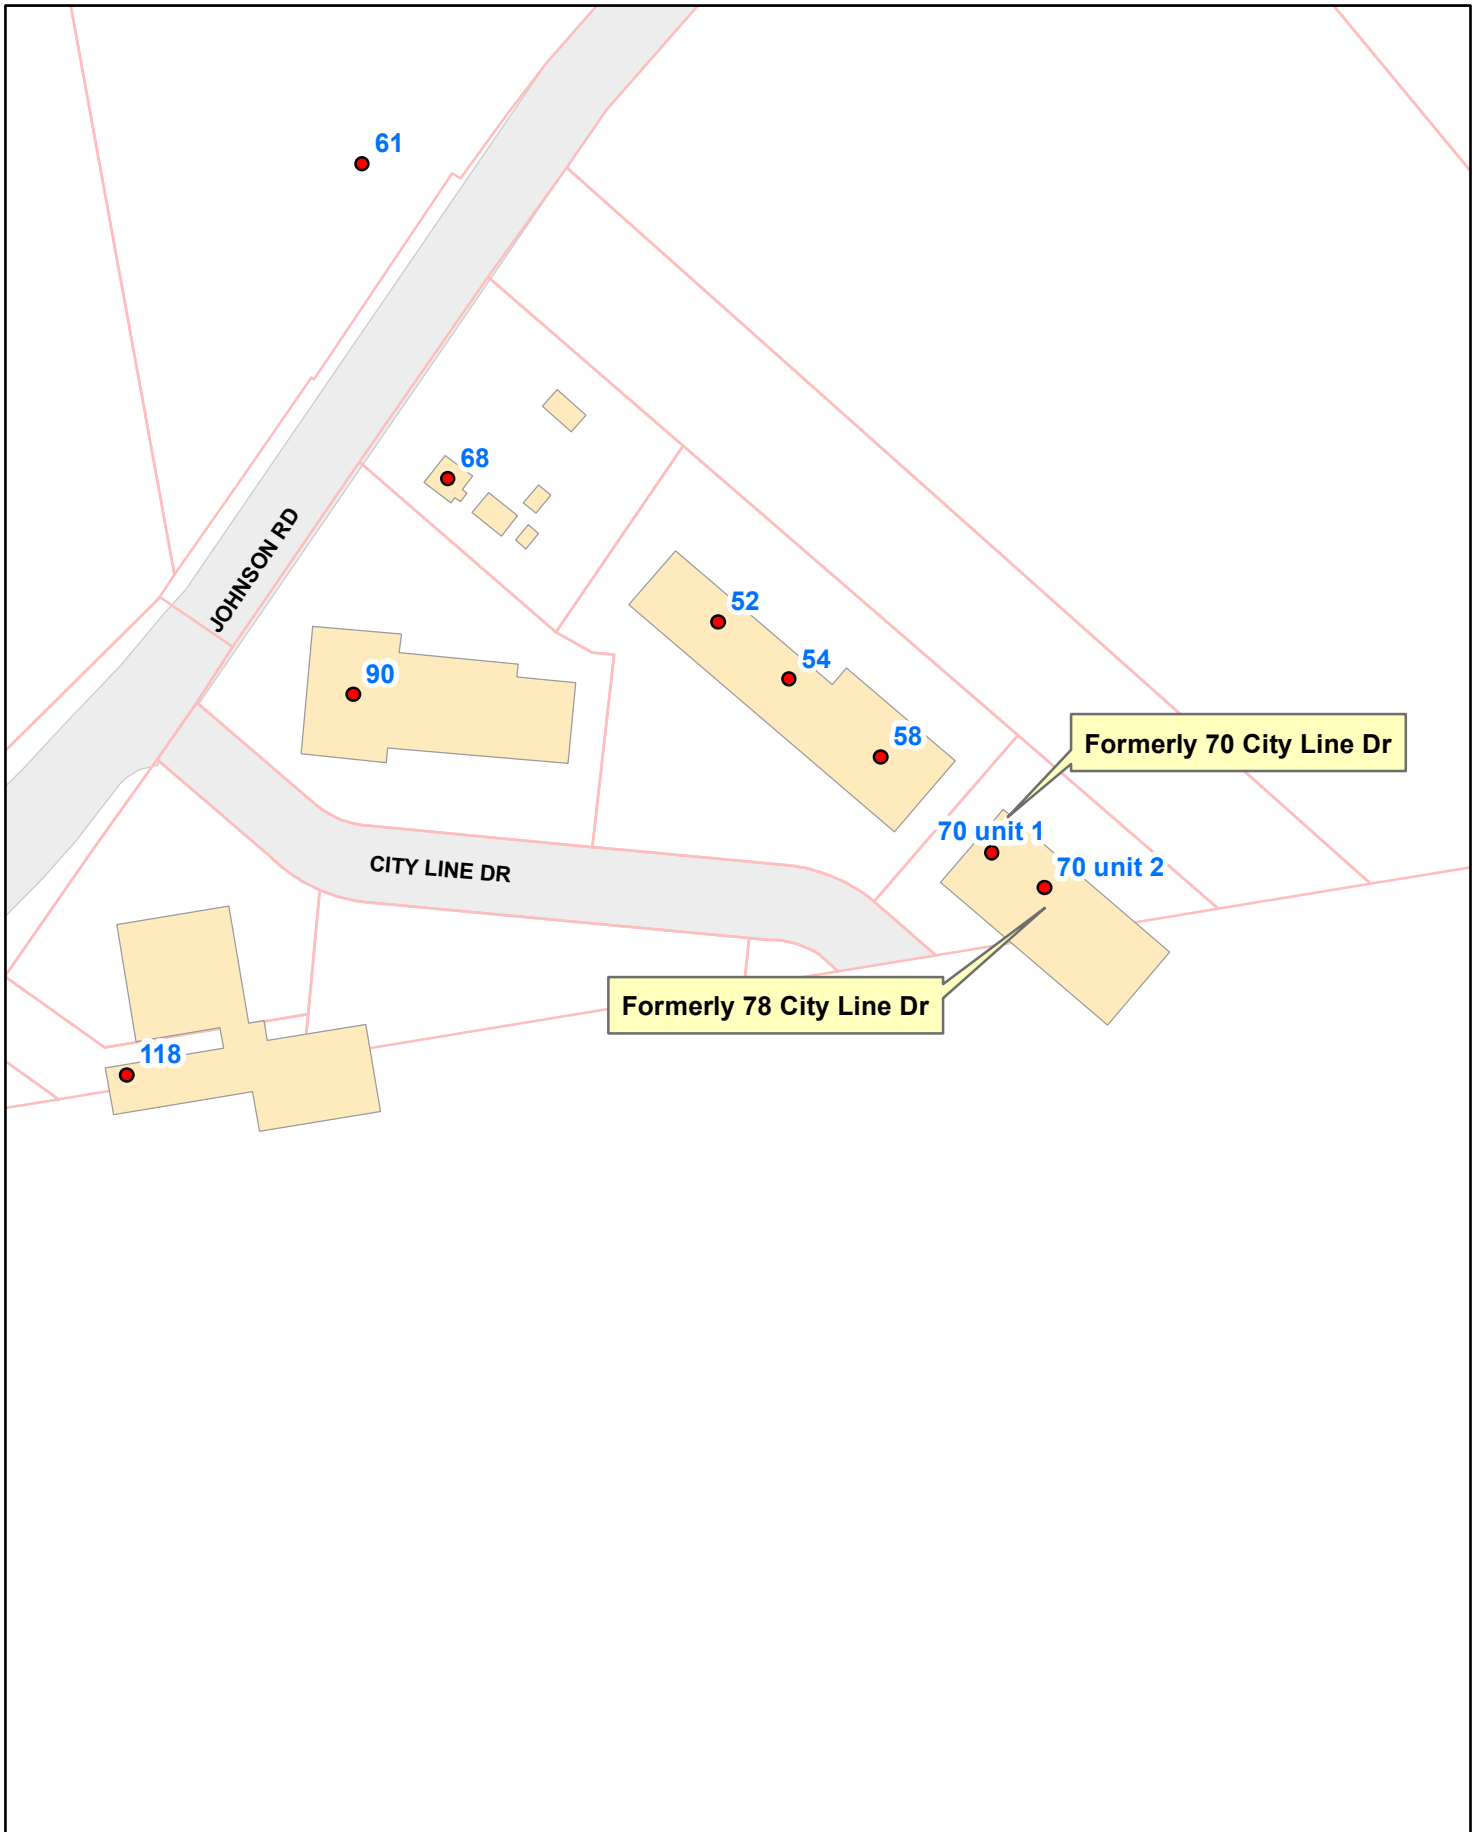 61
68
JOHNSON RD
52
54
90
58
Formerly 70 City Line Dr
70 unit 1
70 unit 2
CITY LINE DR
Formerly 78 City Line Dr
118